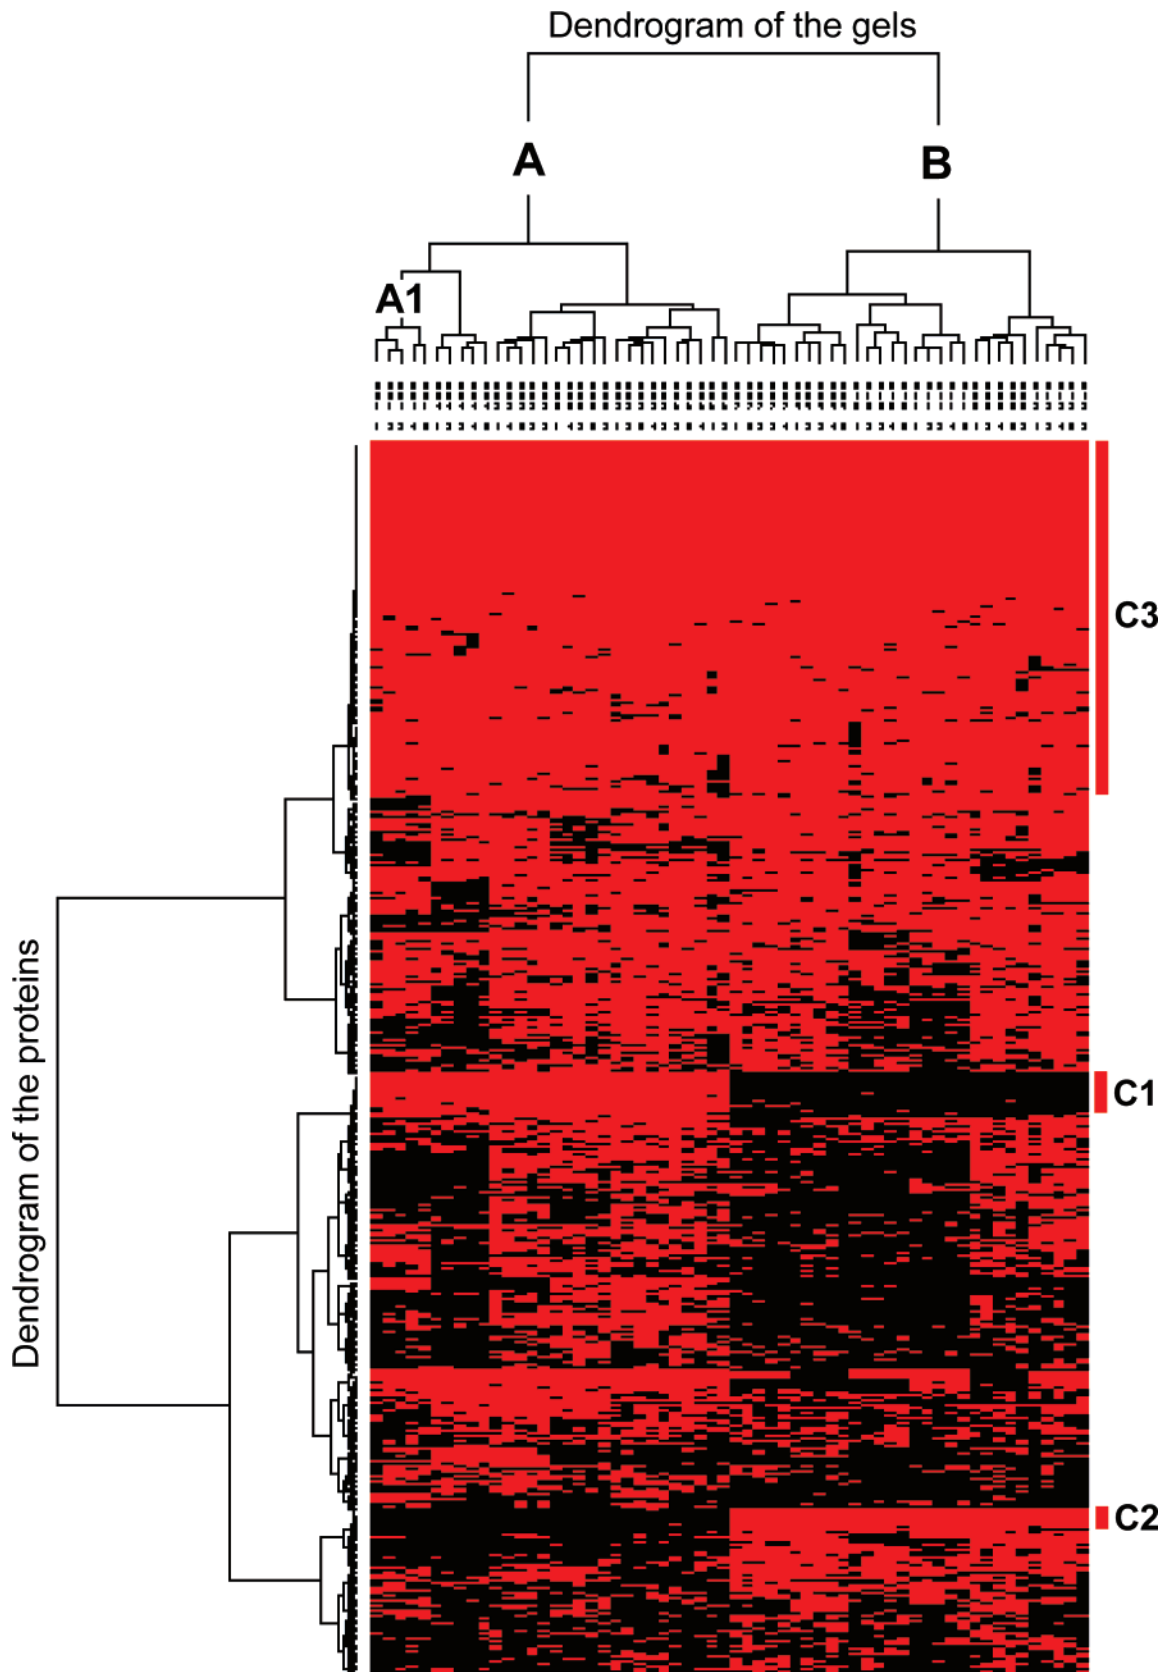 Dendrogram of the gels
A
B
A1
C3
Dendrogram of the proteins
C1
C2